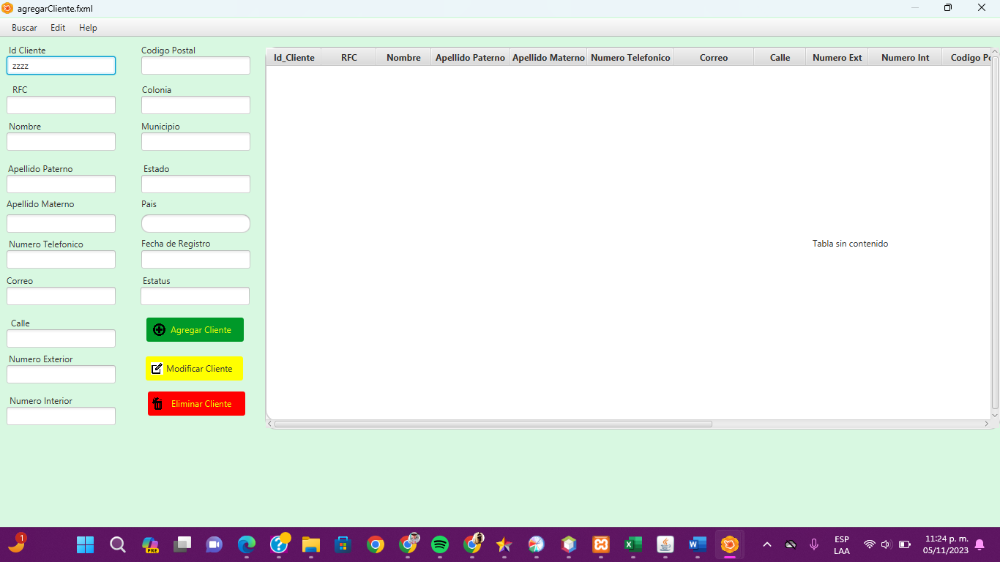 agregarCliente.fxml
Buscar Edit Help
Id Cliente
zzzz
RFC
Nombre
Apellido Paterno
Apellido Materno
Numero Telefonico
Correo
Calle
Numero Exterior
Numero Interior
Codigo Postal
Colonia
Municipio
Estado
Pais
Fecha de Registro
Estatus
Agregar Cliente
Modificar Cliente
Eliminar Cliente
Id_Cliente RFC Nombre Apellido Paterno Apellido Materno Numero Telefonico Correo Calle Numero Ext Numero Int Codigo Po
Tabla sin contenido
1
PRE
ESP
LAA
11:24 p. m.
05/11/2023